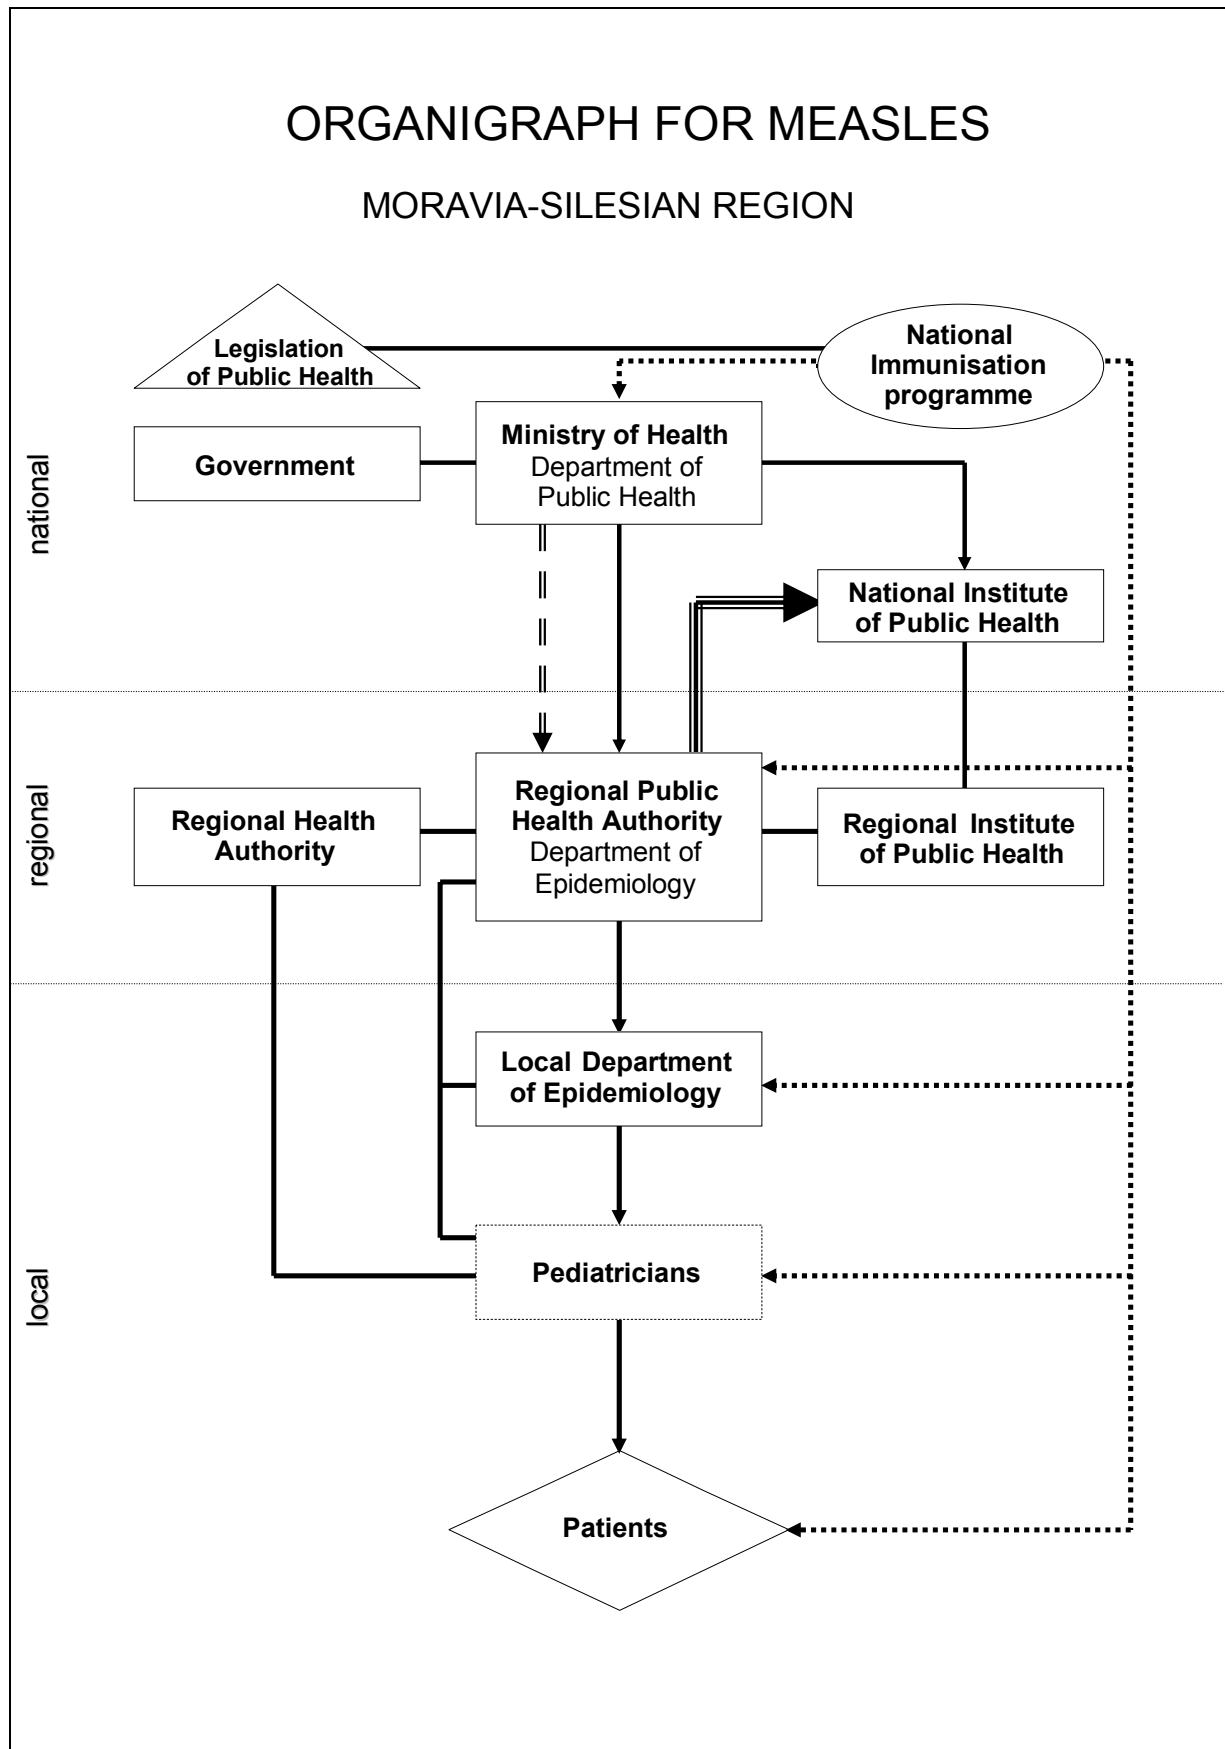 ORGANIGRAPH FOR MEASLES
MORAVIA-SILESIAN REGION
Legislation
of Public Health
National
Immunisation
programme
national
Government
Ministry of Health
Department of
Public Health
National Institute
of Public Health
regional
Regional Health
Authority
Regional Public
Health Authority
Department of
Epidemiology
Regional Institute
of Public Health
local
Local Department
of Epidemiology
Pediatricians
Patients